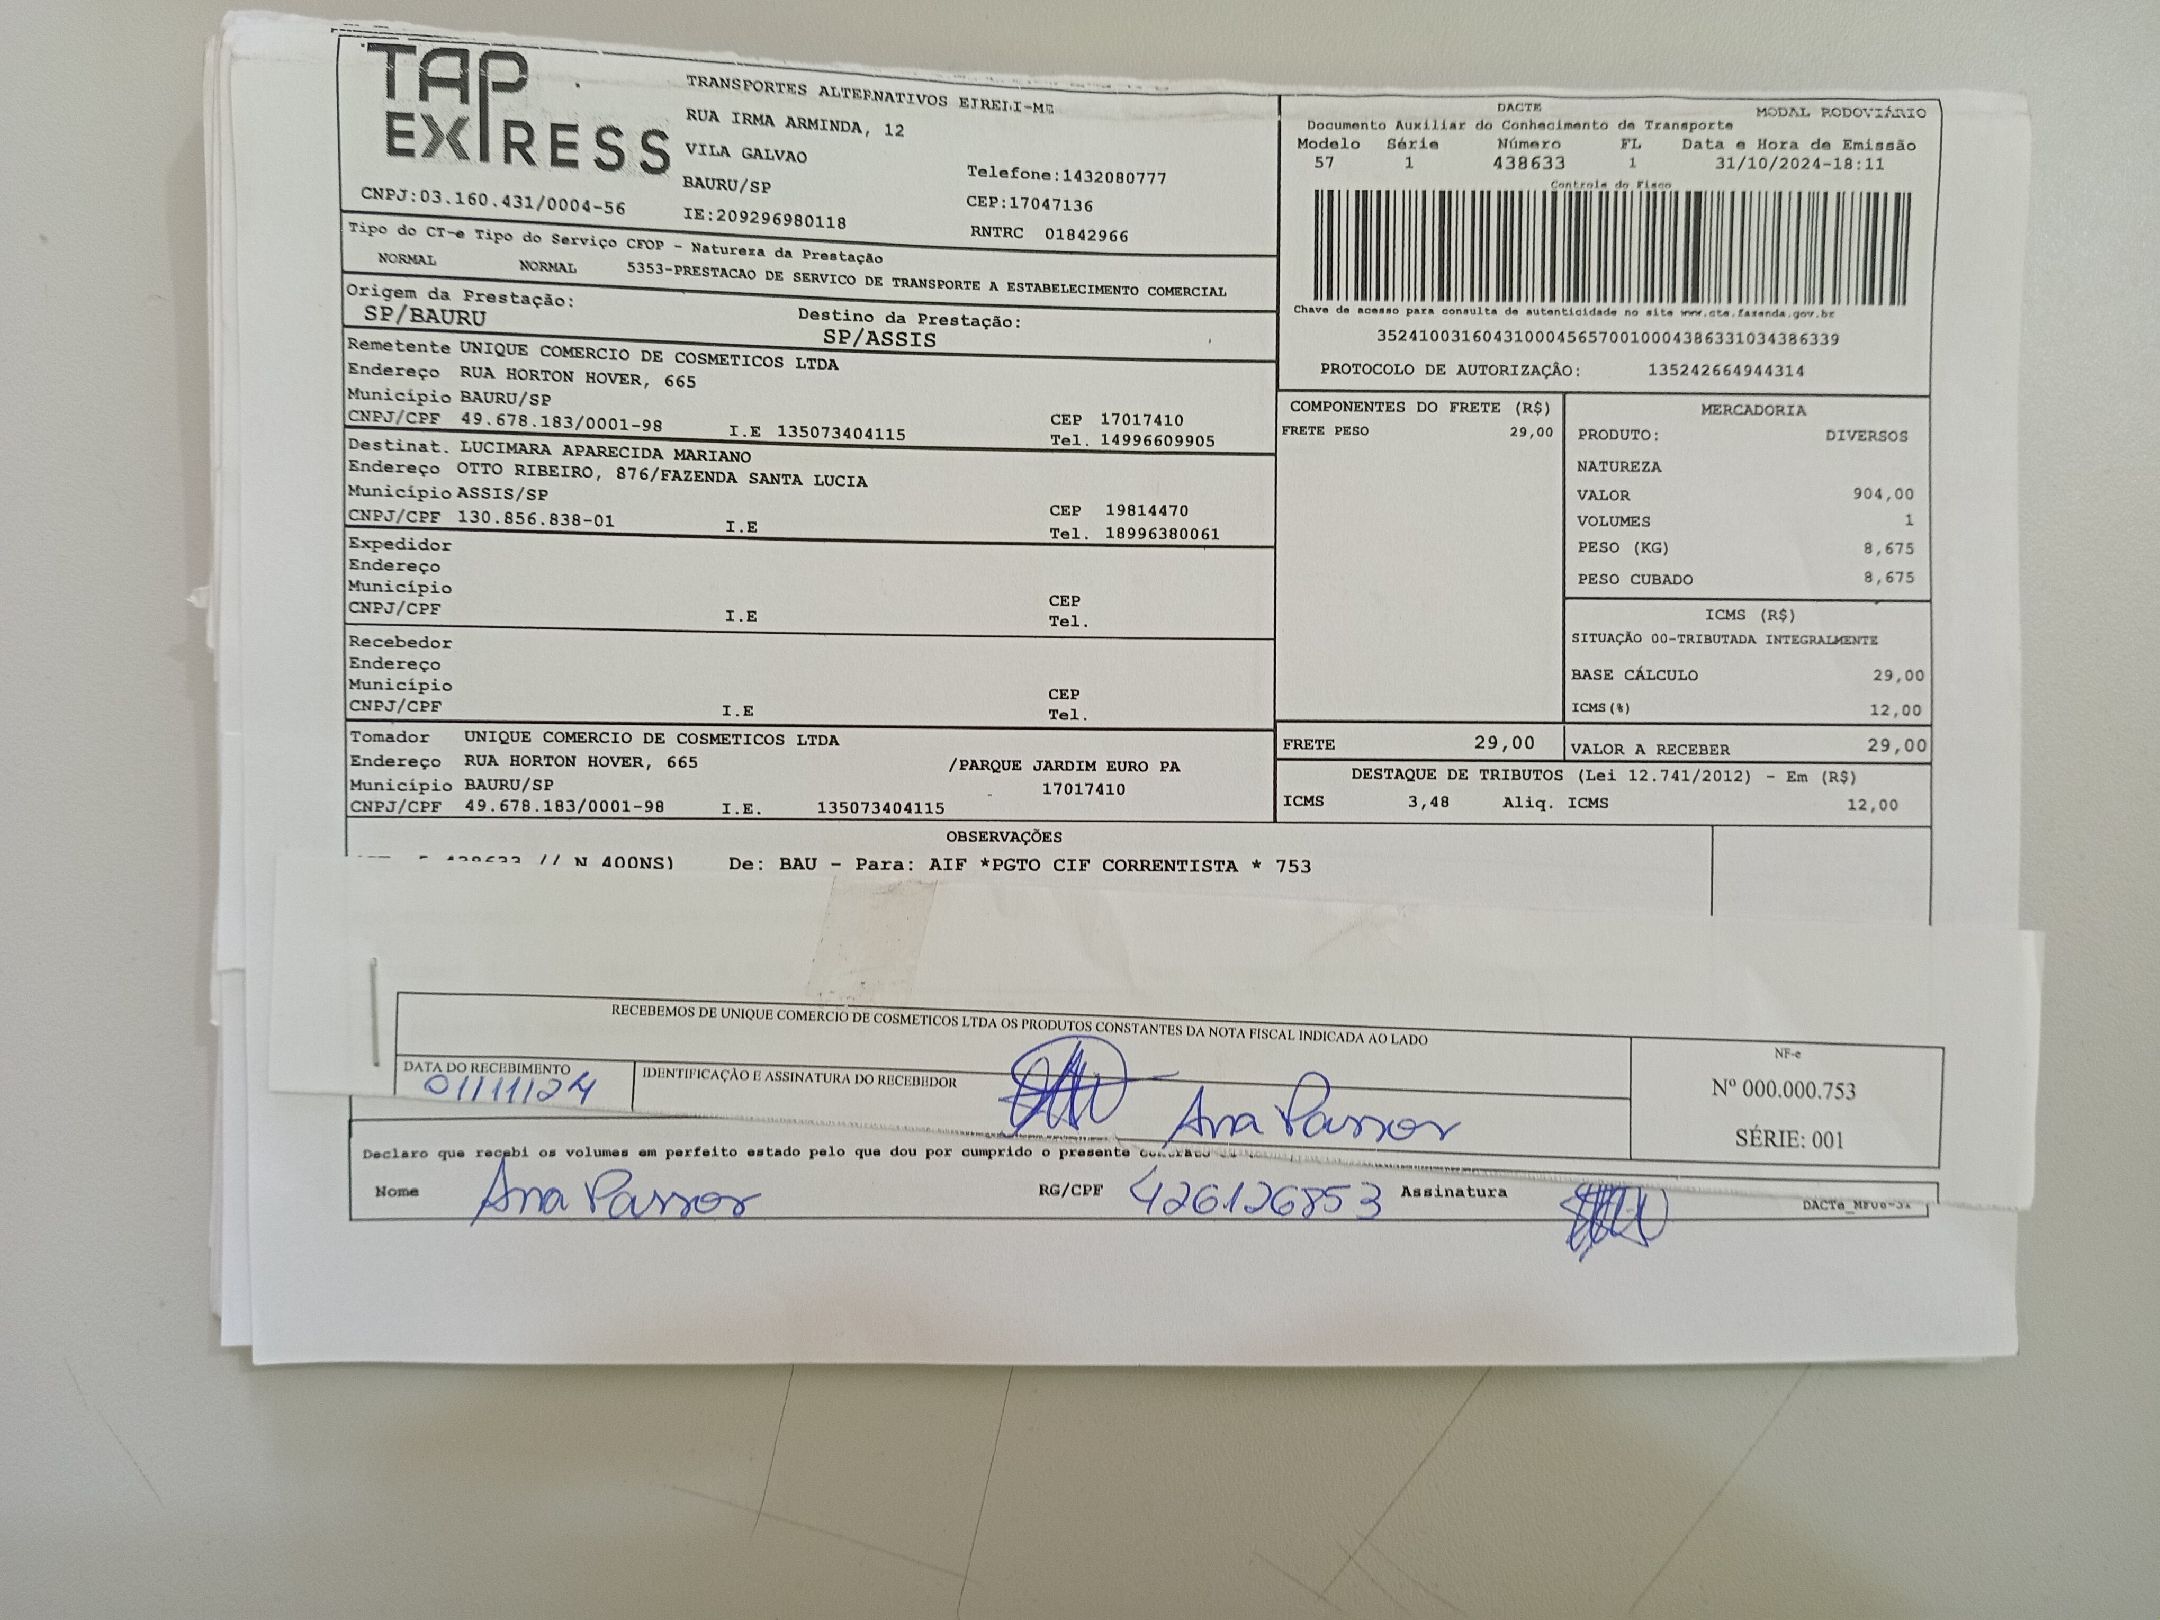 TAP EXPRESS
TRANSPORTES ALTERNATIVOS EIRELI-ME
RUA IRMA ARMINDA, 12
VILA GALVAO
BAURU/SP
IE:209296980118
Telefone:1432080777
CEP:17047136
RNTRC 01842966
CNPJ:03.160.431/0004-56
DACTE
MODAL RODOVIÁRIO
Documento Auxiliar do Conhecimento de Transporte
Modelo Série Número FL Data e Hora de Emissão
57 1 438633 1 31/10/2024-18:11
Controle do Fisco
Chave de acesso para consulta de autenticidade no site www.cte.fazenda.gov.br
35241003160431000456570010004386331034386339
PROTOCOLO DE AUTORIZAÇÃO: 135242664944314
Tipo do CT-e Tipo do Serviço CFOP - Natureza da Prestação
NORMAL NORMAL 5353-PRESTACAO DE SERVICO DE TRANSPORTE A ESTABELECIMENTO COMERCIAL
Origem da Prestação: Destino da Prestação:
SP/BAURU SP/ASSIS
Remetente UNIQUE COMERCIO DE COSMETICOS LTDA
Endereço RUA HORTON HOVER, 665
Município BAURU/SP CEP 17017410
CNPJ/CPF 49.678.183/0001-98 I.E 135073404115 Tel. 14996609905
Destinat. LUCIMARA APARECIDA MARIANO
Endereço OTTO RIBEIRO, 876/FAZENDA SANTA LUCIA
Município ASSIS/SP CEP 19814470
CNPJ/CPF 130.856.838-01 I.E Tel. 18996380061
Expedidor
Endereço
Município CEP
CNPJ/CPF I.E Tel.
Recebedor
Endereço
Município CEP
CNPJ/CPF I.E Tel.
Tomador UNIQUE COMERCIO DE COSMETICOS LTDA
Endereço RUA HORTON HOVER, 665 /PARQUE JARDIM EURO PA
Município BAURU/SP 17017410
CNPJ/CPF 49.678.183/0001-98 I.E. 135073404115
COMPONENTES DO FRETE (R$)
FRETE PESO 29,00
MERCADORIA
PRODUTO: DIVERSOS
NATUREZA
VALOR 904,00
VOLUMES 1
PESO (KG) 8,675
PESO CUBADO 8,675
ICMS (R$)
SITUAÇÃO 00-TRIBUTADA INTEGRALMENTE
BASE CÁLCULO 29,00
ICMS(%) 12,00
FRETE 29,00 VALOR A RECEBER 29,00
DESTAQUE DE TRIBUTOS (Lei 12.741/2012) - Em (R$)
ICMS 3,48 Aliq. ICMS 12,00
OBSERVAÇÕES
438633 // N 400NS) De: BAU - Para: AIF *PGTO CIF CORRENTISTA * 753
RECEBEMOS DE UNIQUE COMERCIO DE COSMETICOS LTDA OS PRODUTOS CONSTANTES DA NOTA FISCAL INDICADA AO LADO
DATA DO RECEBIMENTO IDENTIFICAÇÃO E ASSINATURA DO RECEBEDOR
01/11/24 Ana Passor
NF-e
Nº 000.000.753
SÉRIE: 001
Declaro que recebi os volumes em perfeito estado pelo que dou por cumprido o presente
Nome Ana Passor RG/CPF 426126853 Assinatura